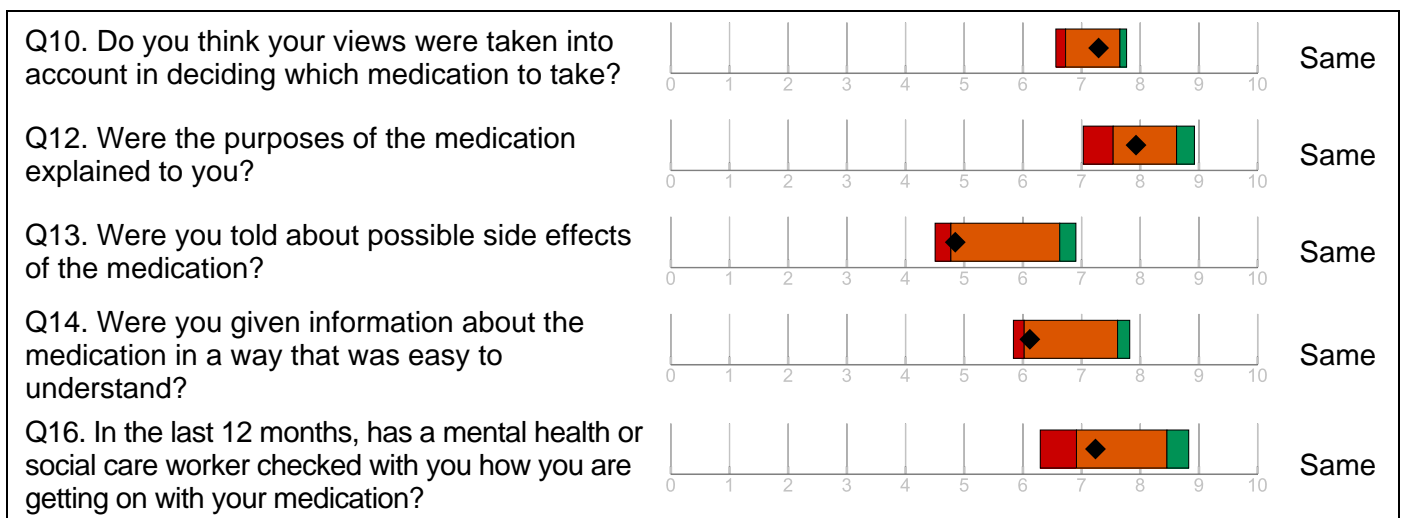 Q10. Do you think your views were taken into
account in deciding which medication to take?
0 1 2 3 4 5 6 7 8 9 10
Same
Q12. Were the purposes of the medication
explained to you?
0 1 2 3 4 5 6 7 8 9 10
Same
Q13. Were you told about possible side effects
of the medication?
0 1 2 3 4 5 6 7 8 9 10
Same
Q14. Were you given information about the
medication in a way that was easy to
understand?
0 1 2 3 4 5 6 7 8 9 10
Same
Q16. In the last 12 months, has a mental health or
social care worker checked with you how you are
getting on with your medication?
0 1 2 3 4 5 6 7 8 9 10
Same